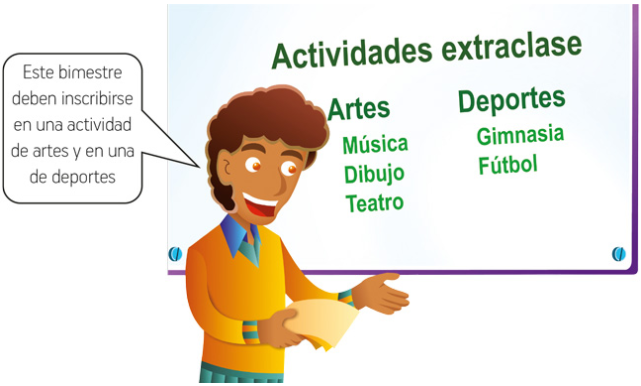 Actividades extraclase
Este bimestre
deben inscribirse
en una actividad
de artes y en una
de deportes
Artes
Música
Dibujo
Teatro
Deportes
Gimnasia
Fútbol